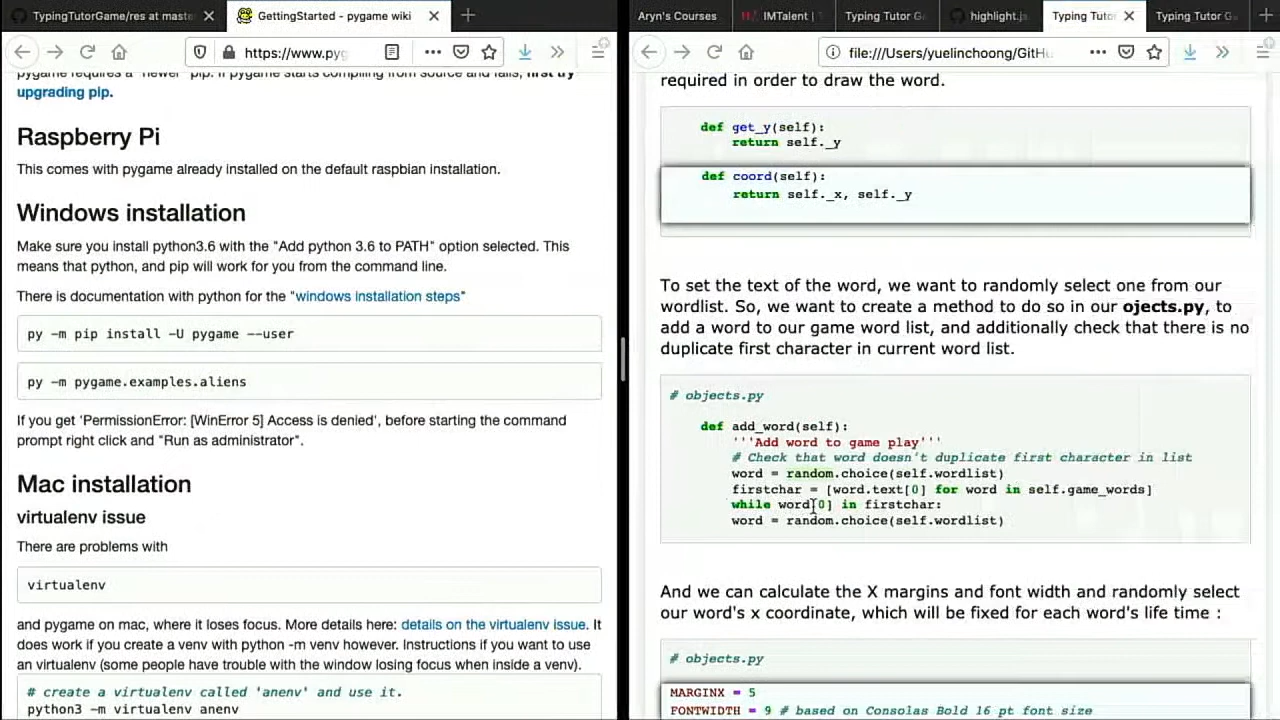 TypingTutorGame/res at mast
GettingStarted - pygame wiki
https://www.pyg
pygame requires a "newer" pip. If pygame starts compiling from source and fails, first try
upgrading pip.
Raspberry Pi
This comes with pygame already installed on the default raspbian installation.
Windows installation
Make sure you install python3.6 with the "Add python 3.6 to PATH" option selected. This
means that python, and pip will work for you from the command line.
There is documentation with python for the "windows installation steps"
py -m pip install -U pygame --user
py -m pygame.examples.aliens
If you get 'PermissionError: [WinError 5] Access is denied', before starting the command
prompt right click and "Run as administrator".
Mac installation
virtualenv issue
There are problems with
virtualenv
and pygame on mac, where it loses focus. More details here: details on the virtualenv issue. It
does work if you create a venv with python -m venv however. Instructions if you want to use
an virtualenv (some people have trouble with the window losing focus when inside a venv).
# create a virtualenv called 'anenv' and use it.
python3 -m virtualenv anenv
Aryn's Courses
IMTalent |
Typing Tutor G
highlight.js
Typing Tutor
Typing Tutor G
file:///Users/yuelinchoong/GitHu
required in order to draw the word.
def get_y(self):
return self._y
def coord(self):
return self._x, self._y
To set the text of the word, we want to randomly select one from our
wordlist. So, we want to create a method to do so in our ojects.py, to
add a word to our game word list, and additionally check that there is no
duplicate first character in current word list.
# objects.py
def add_word(self):
'''Add word to game play'''
# Check that word doesn't duplicate first character in list
word = random.choice(self.wordlist)
firstchar = [word.text[0] for word in self.game_words]
while word[0] in firstchar:
word = random.choice(self.wordlist)
And we can calculate the X margins and font width and randomly select
our word's x coordinate, which will be fixed for each word's life time :
# objects.py
MARGINX = 5
FONTWIDTH = 9 # based on Consolas Bold 16 pt font size